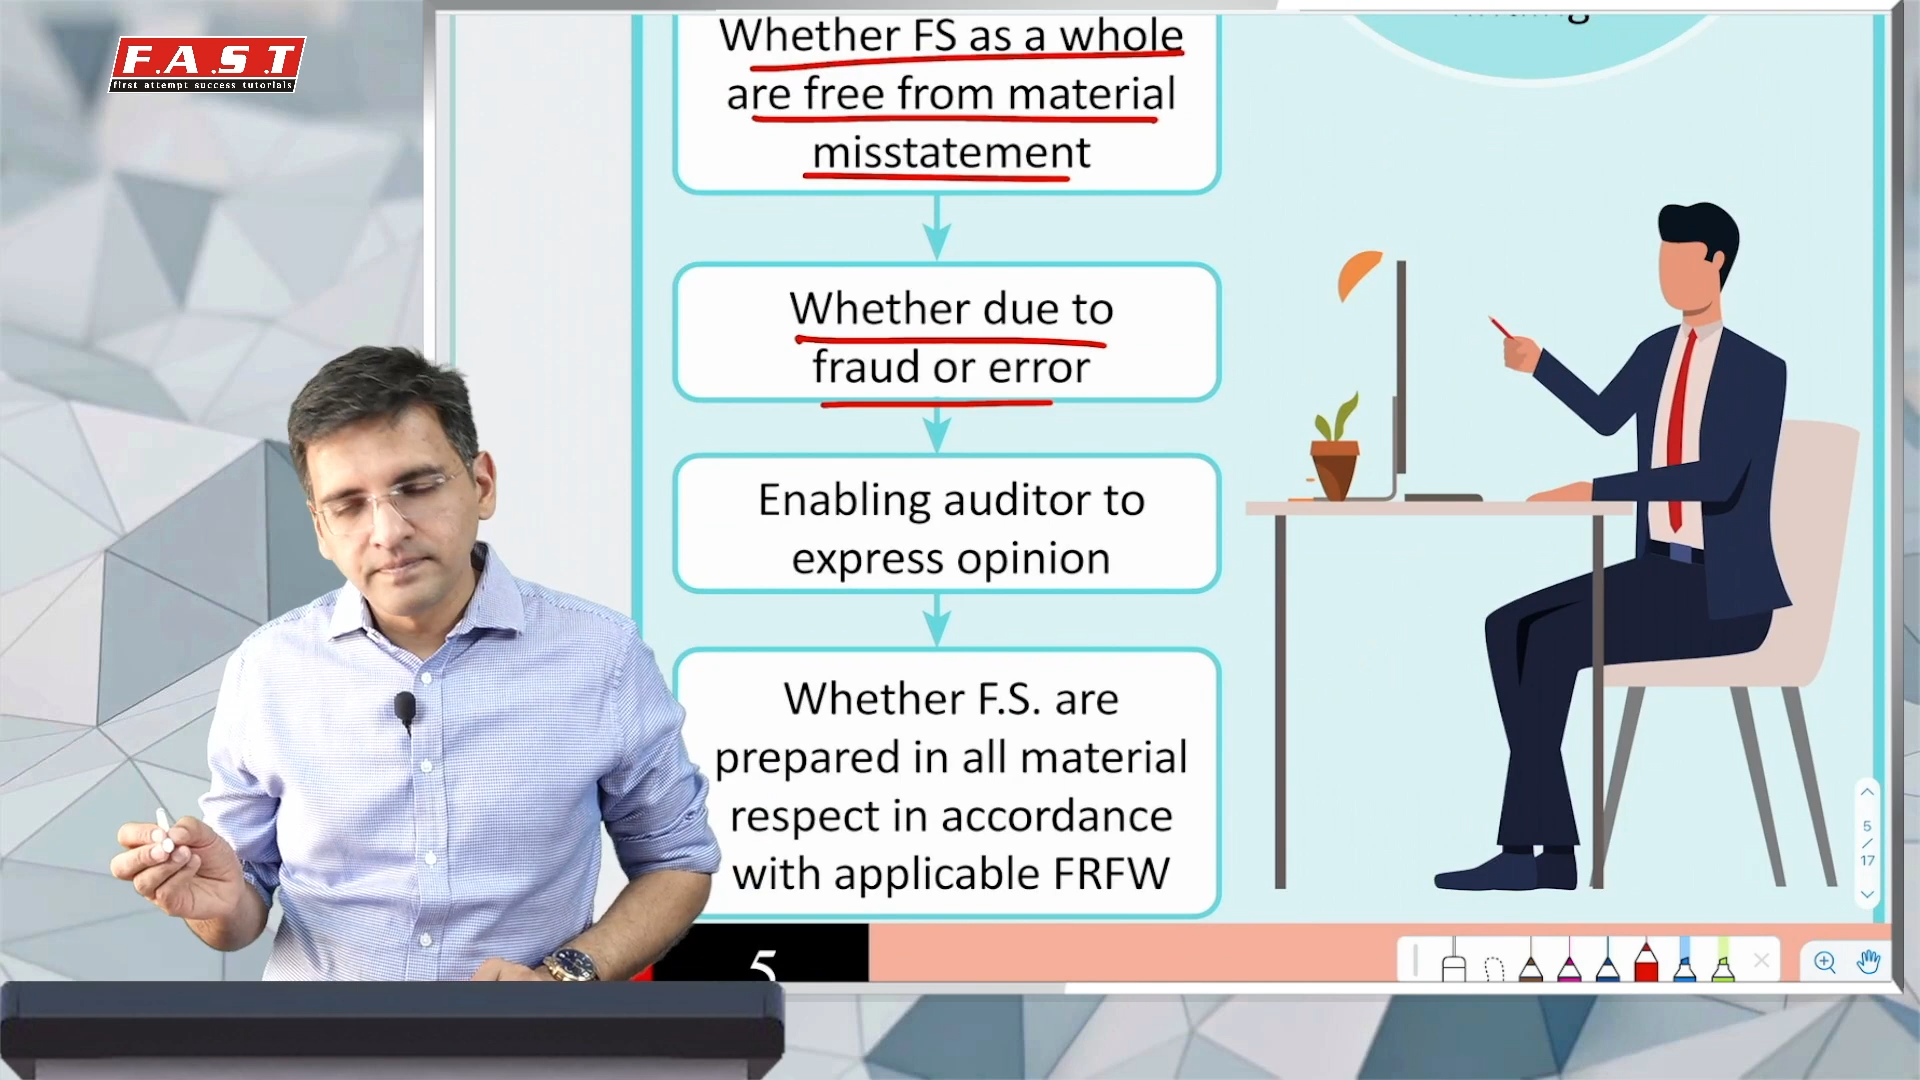 F.A.S.T
first attempt success tutorials
Whether FS as a whole
are free from material
misstatement
Whether due to
fraud or error
Enabling auditor to
express opinion
Whether F.S. are
prepared in all material
respect in accordance
with applicable FRFW
5
/
17
5